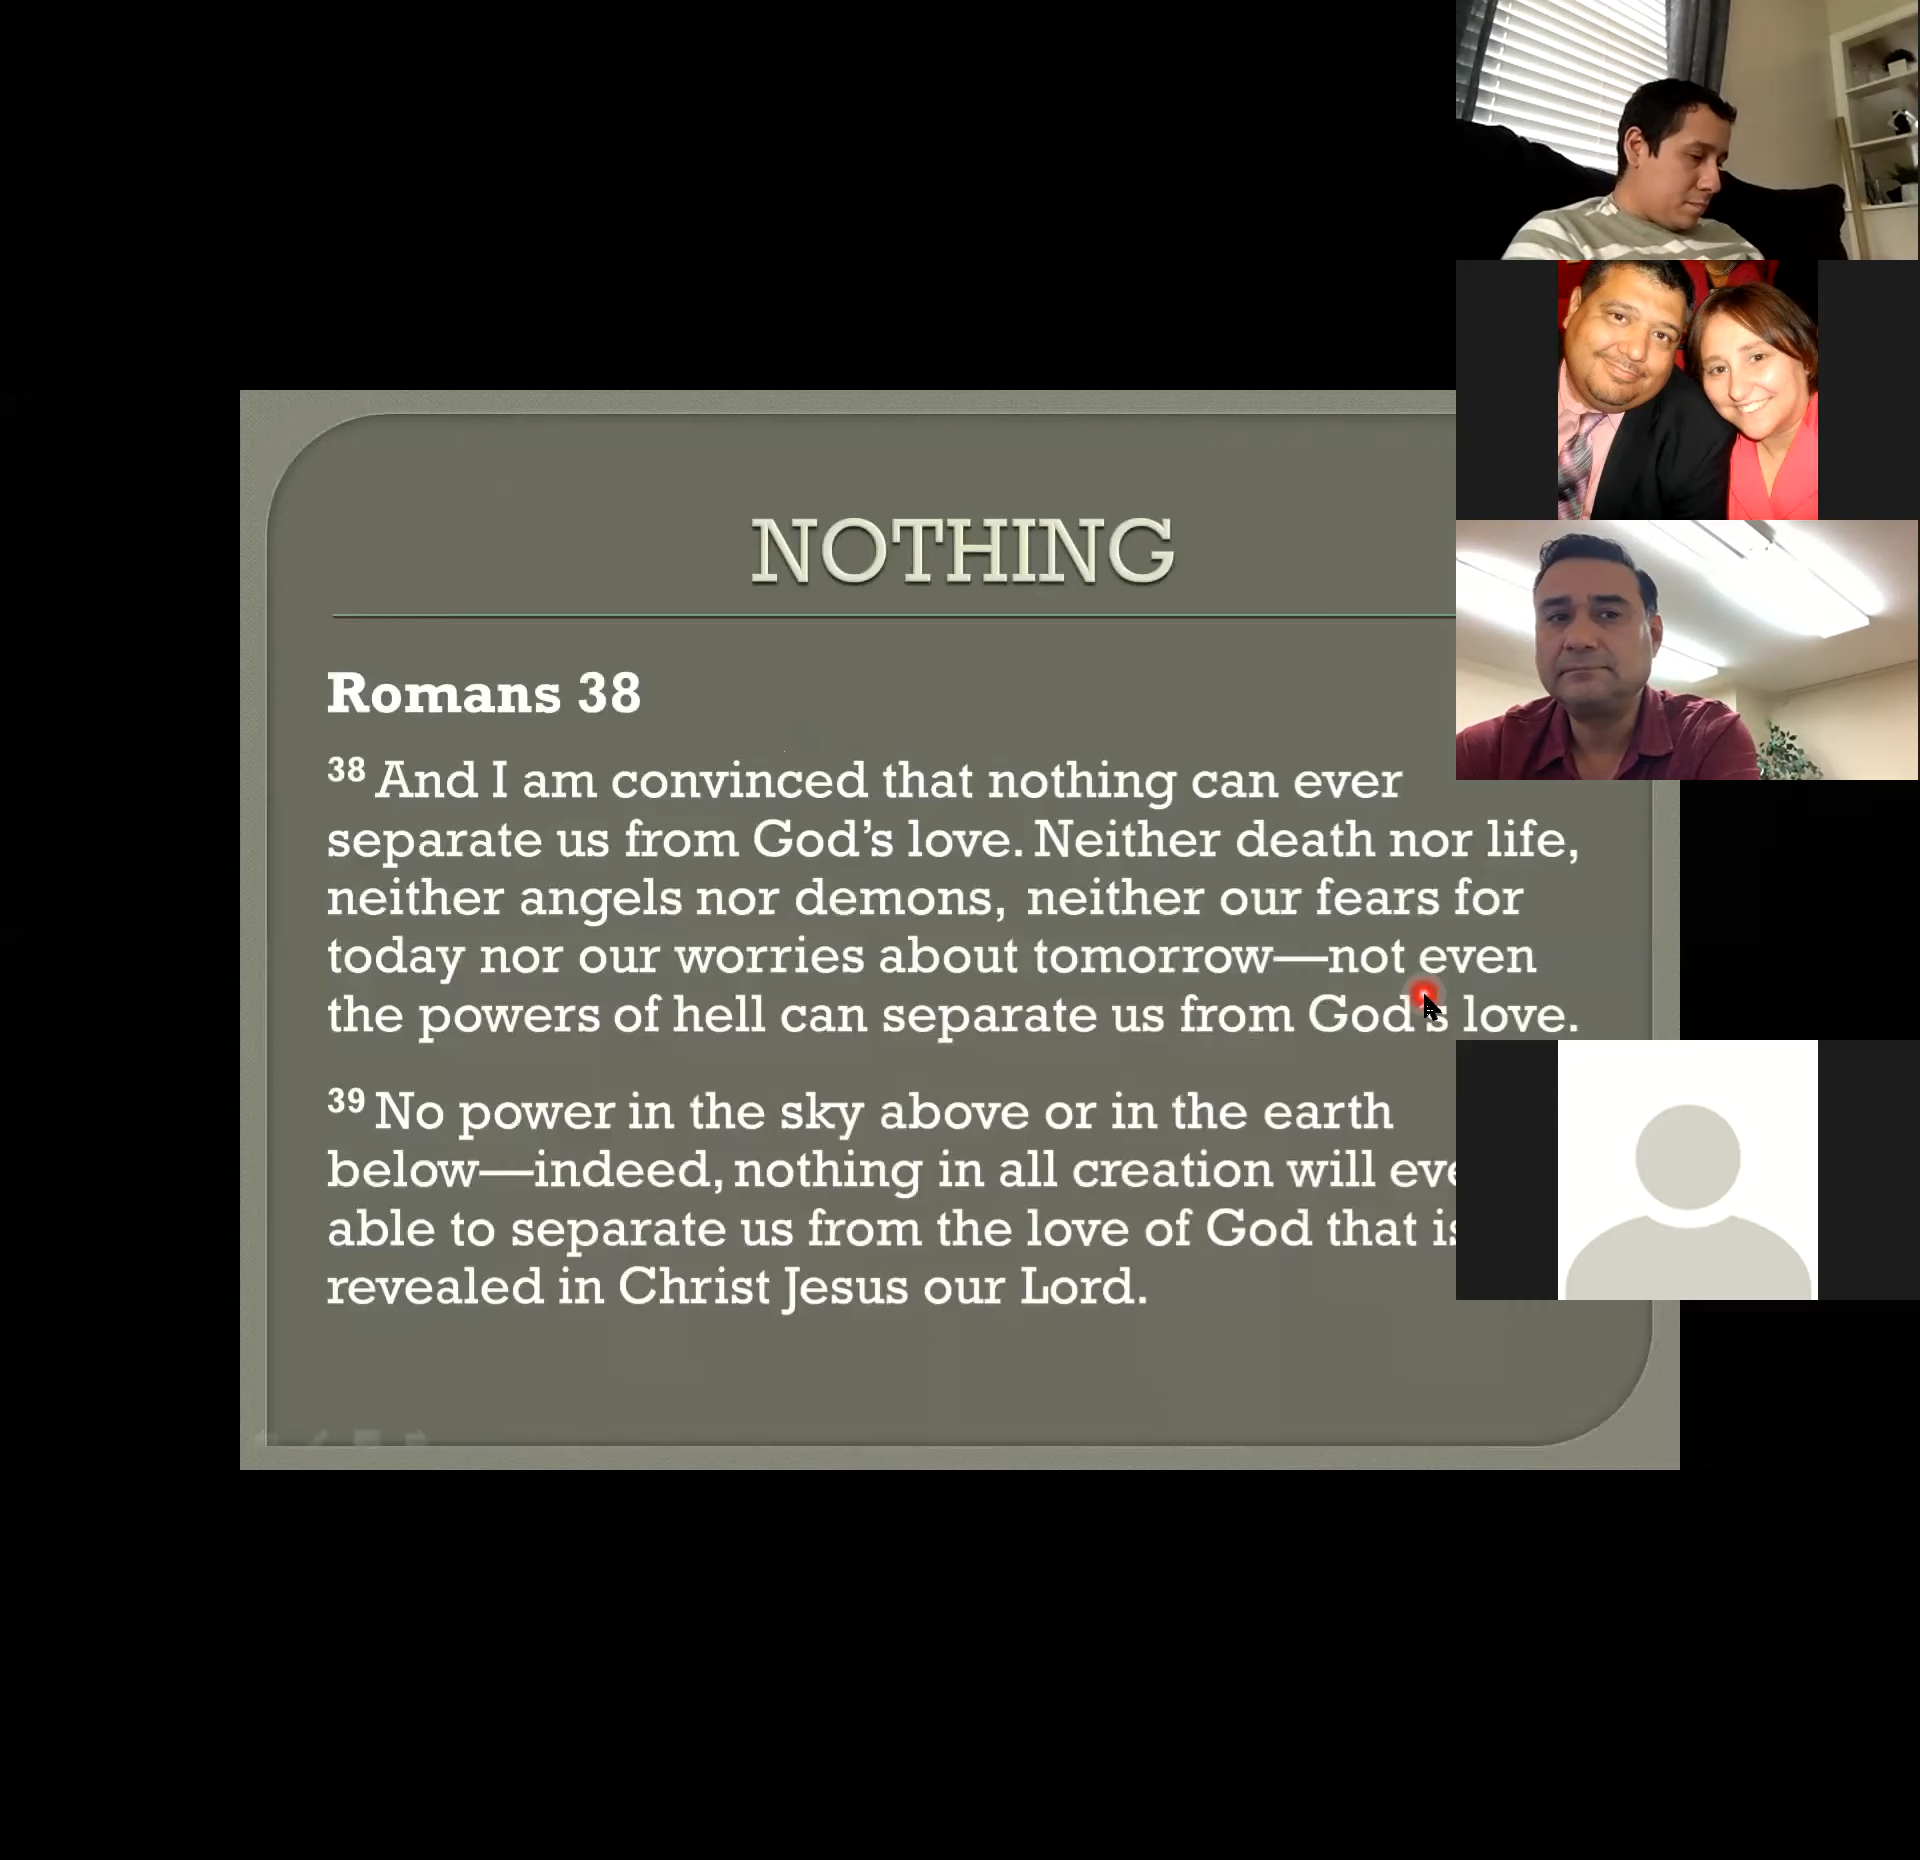 NOTHING
Romans 38
38 And I am convinced that nothing can ever
separate us from God’s love. Neither death nor life,
neither angels nor demons, neither our fears for
today nor our worries about tomorrow—not even
the powers of hell can separate us from God’s love.
39 No power in the sky above or in the earth
below—indeed, nothing in all creation will eve
able to separate us from the love of God that is
revealed in Christ Jesus our Lord.